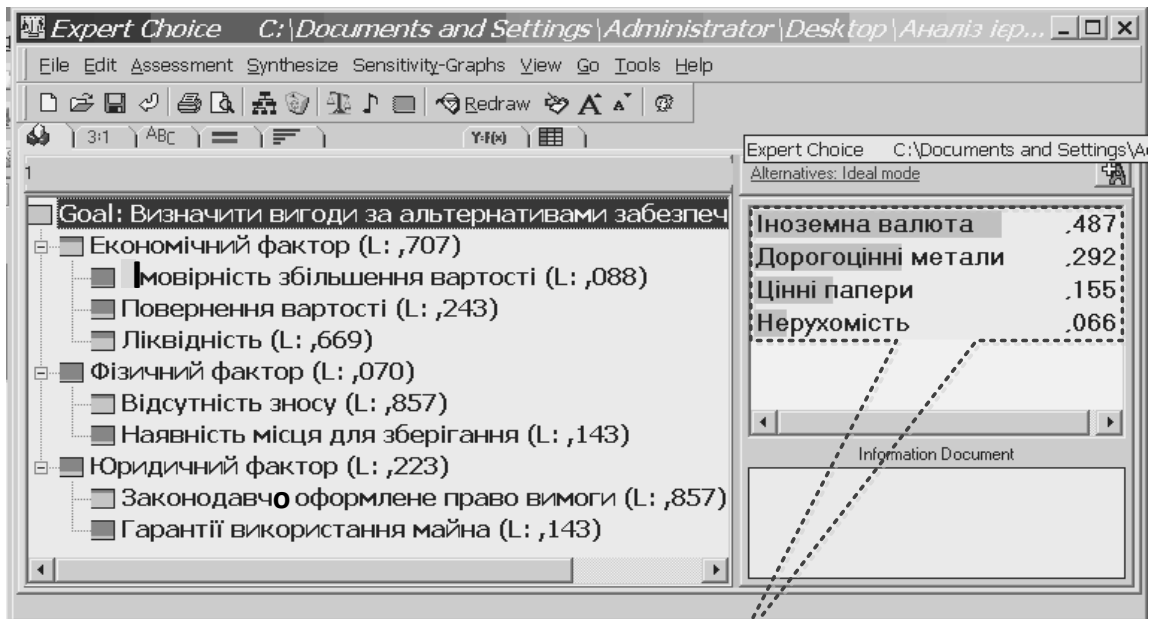 Expert Choice C:\Documents and Settings\Administrator\Desktop\Аналіз ієр...
File Edit Assessment Synthesize Sensitivity-Graphs View Go Tools Help
Redraw A A
3:1 ABC Y=F(x)
Expert Choice C:\Documents and Settings\A
1 1
Alternatives: Ideal mode
Goal: Визначити вигоди за альтернативами забезпеч
Економічний фактор (L: ,707)
Імовірність збільшення вартості (L: ,088)
Повернення вартості (L: ,243)
Ліквідність (L: ,669)
Фізичний фактор (L: ,070)
Відсутність зносу (L: ,857)
Наявність місця для зберігання (L: ,143)
Юридичний фактор (L: ,223)
Законодавчо оформлене право вимоги (L: ,857)
Гарантії використання майна (L: ,143)
Іноземна валюта ,487
Дорогоцінні метали ,292
Цінні папери ,155
Нерухомість ,066
Information Document